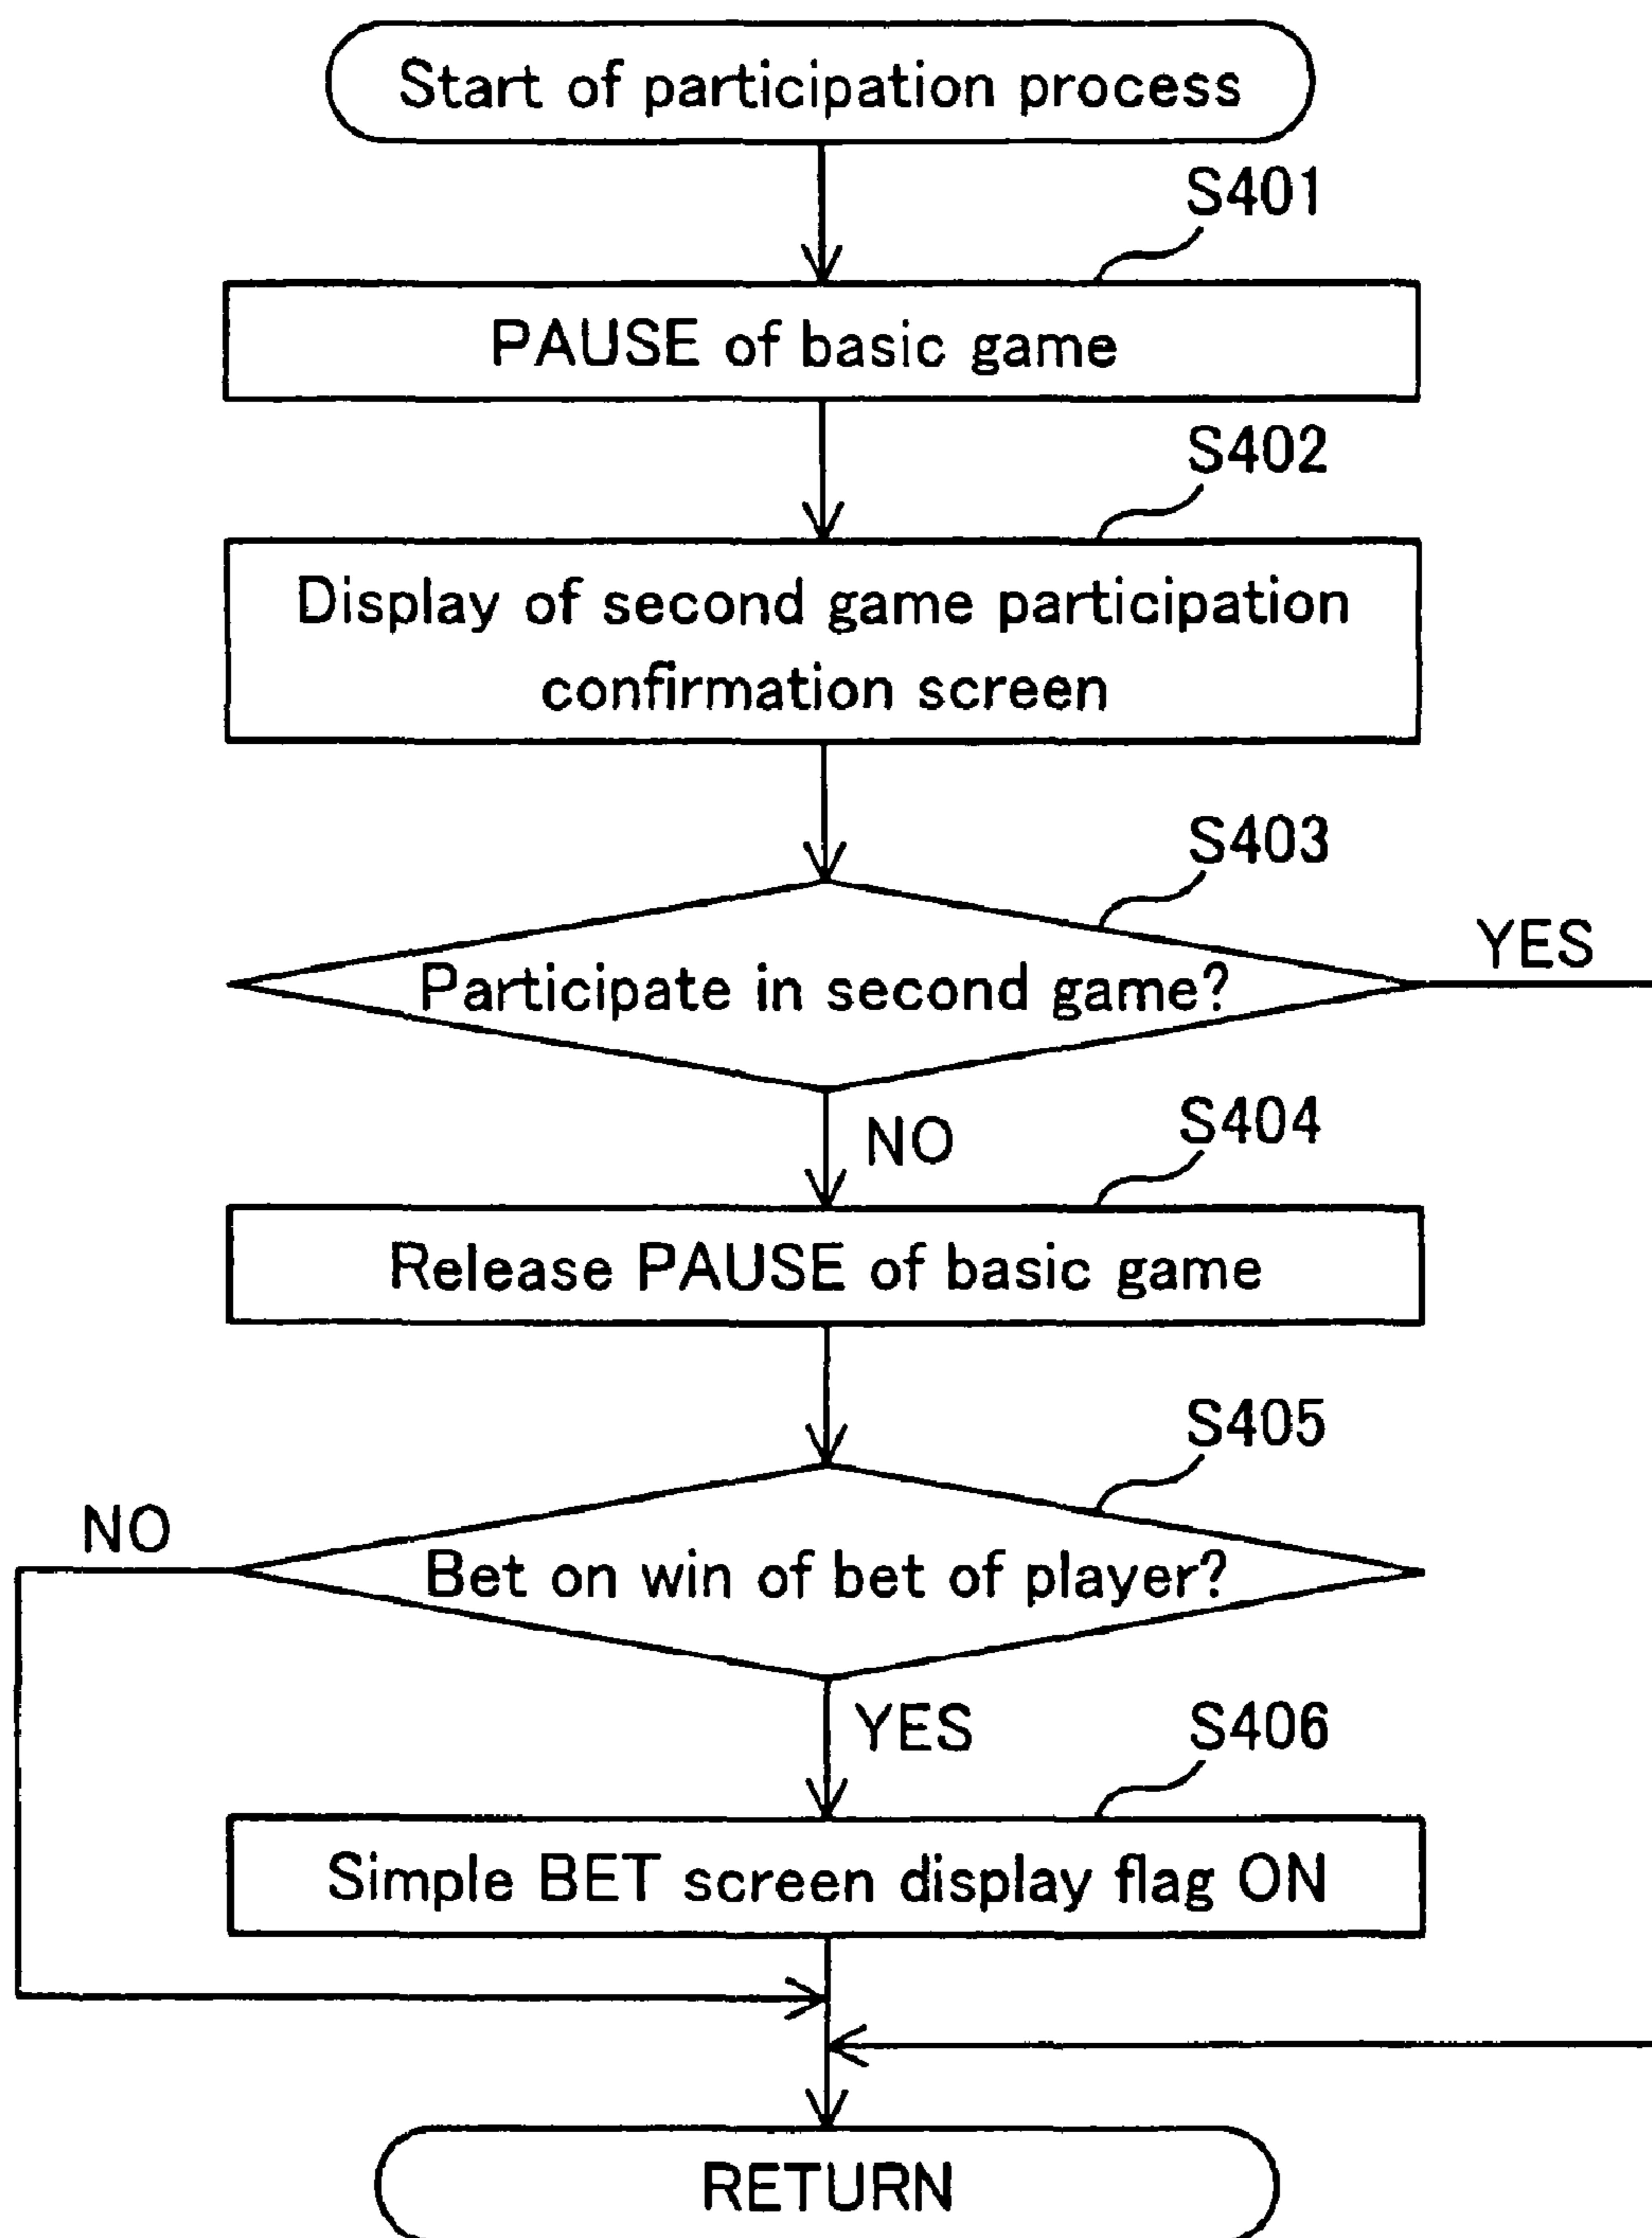 Start of participation process
S401
PAUSE of basic game
S402
Display of second game participation
confirmation screen
S403
YES
Participate in second game?
NO
S404
Release PAUSE of basic game
S405
NO
Bet on win of bet of player?
YES
S406
Simple BET screen display flag ON
RETURN